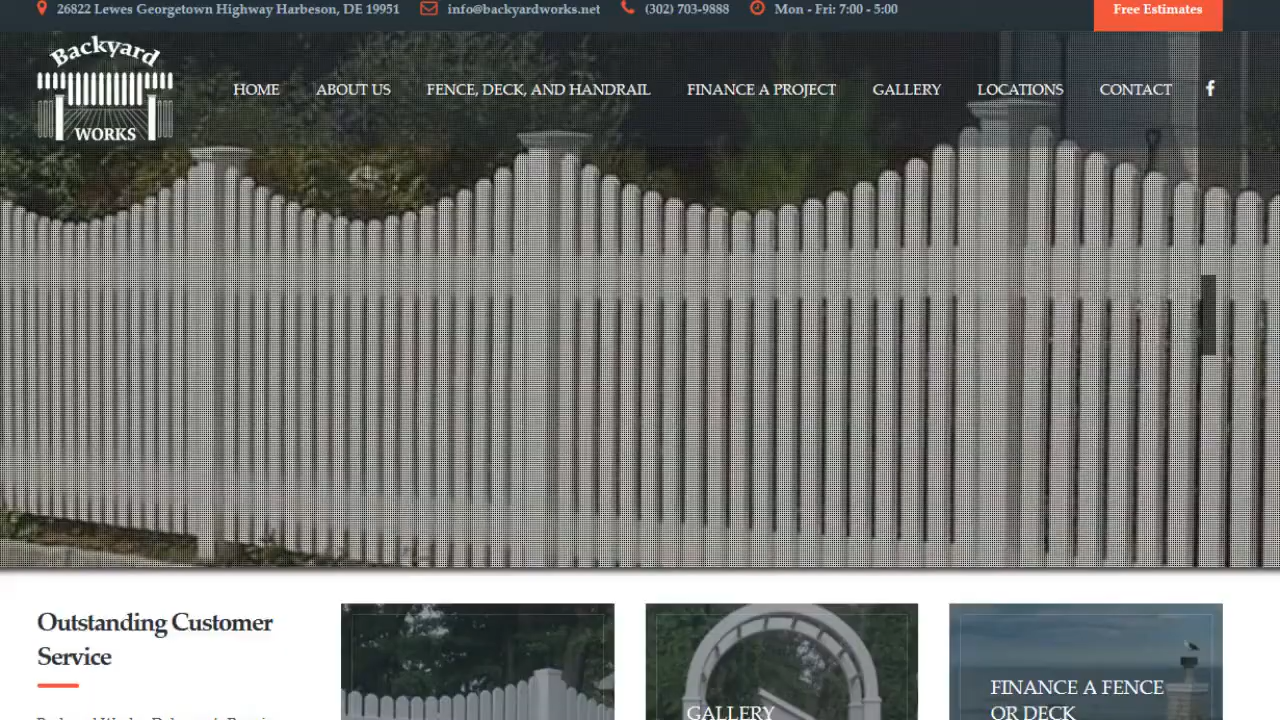 26822 Lewes Georgetown Highway Harbeson, DE 19951 info@backyardworks.net (302) 703-9888 Mon - Fri: 7:00 - 5:00 Free Estimates
Backyard
WORKS
HOME ABOUT US FENCE, DECK, AND HANDRAIL FINANCE A PROJECT GALLERY LOCATIONS CONTACT
Outstanding Customer
Service
GALLERY
FINANCE A FENCE
OR DECK